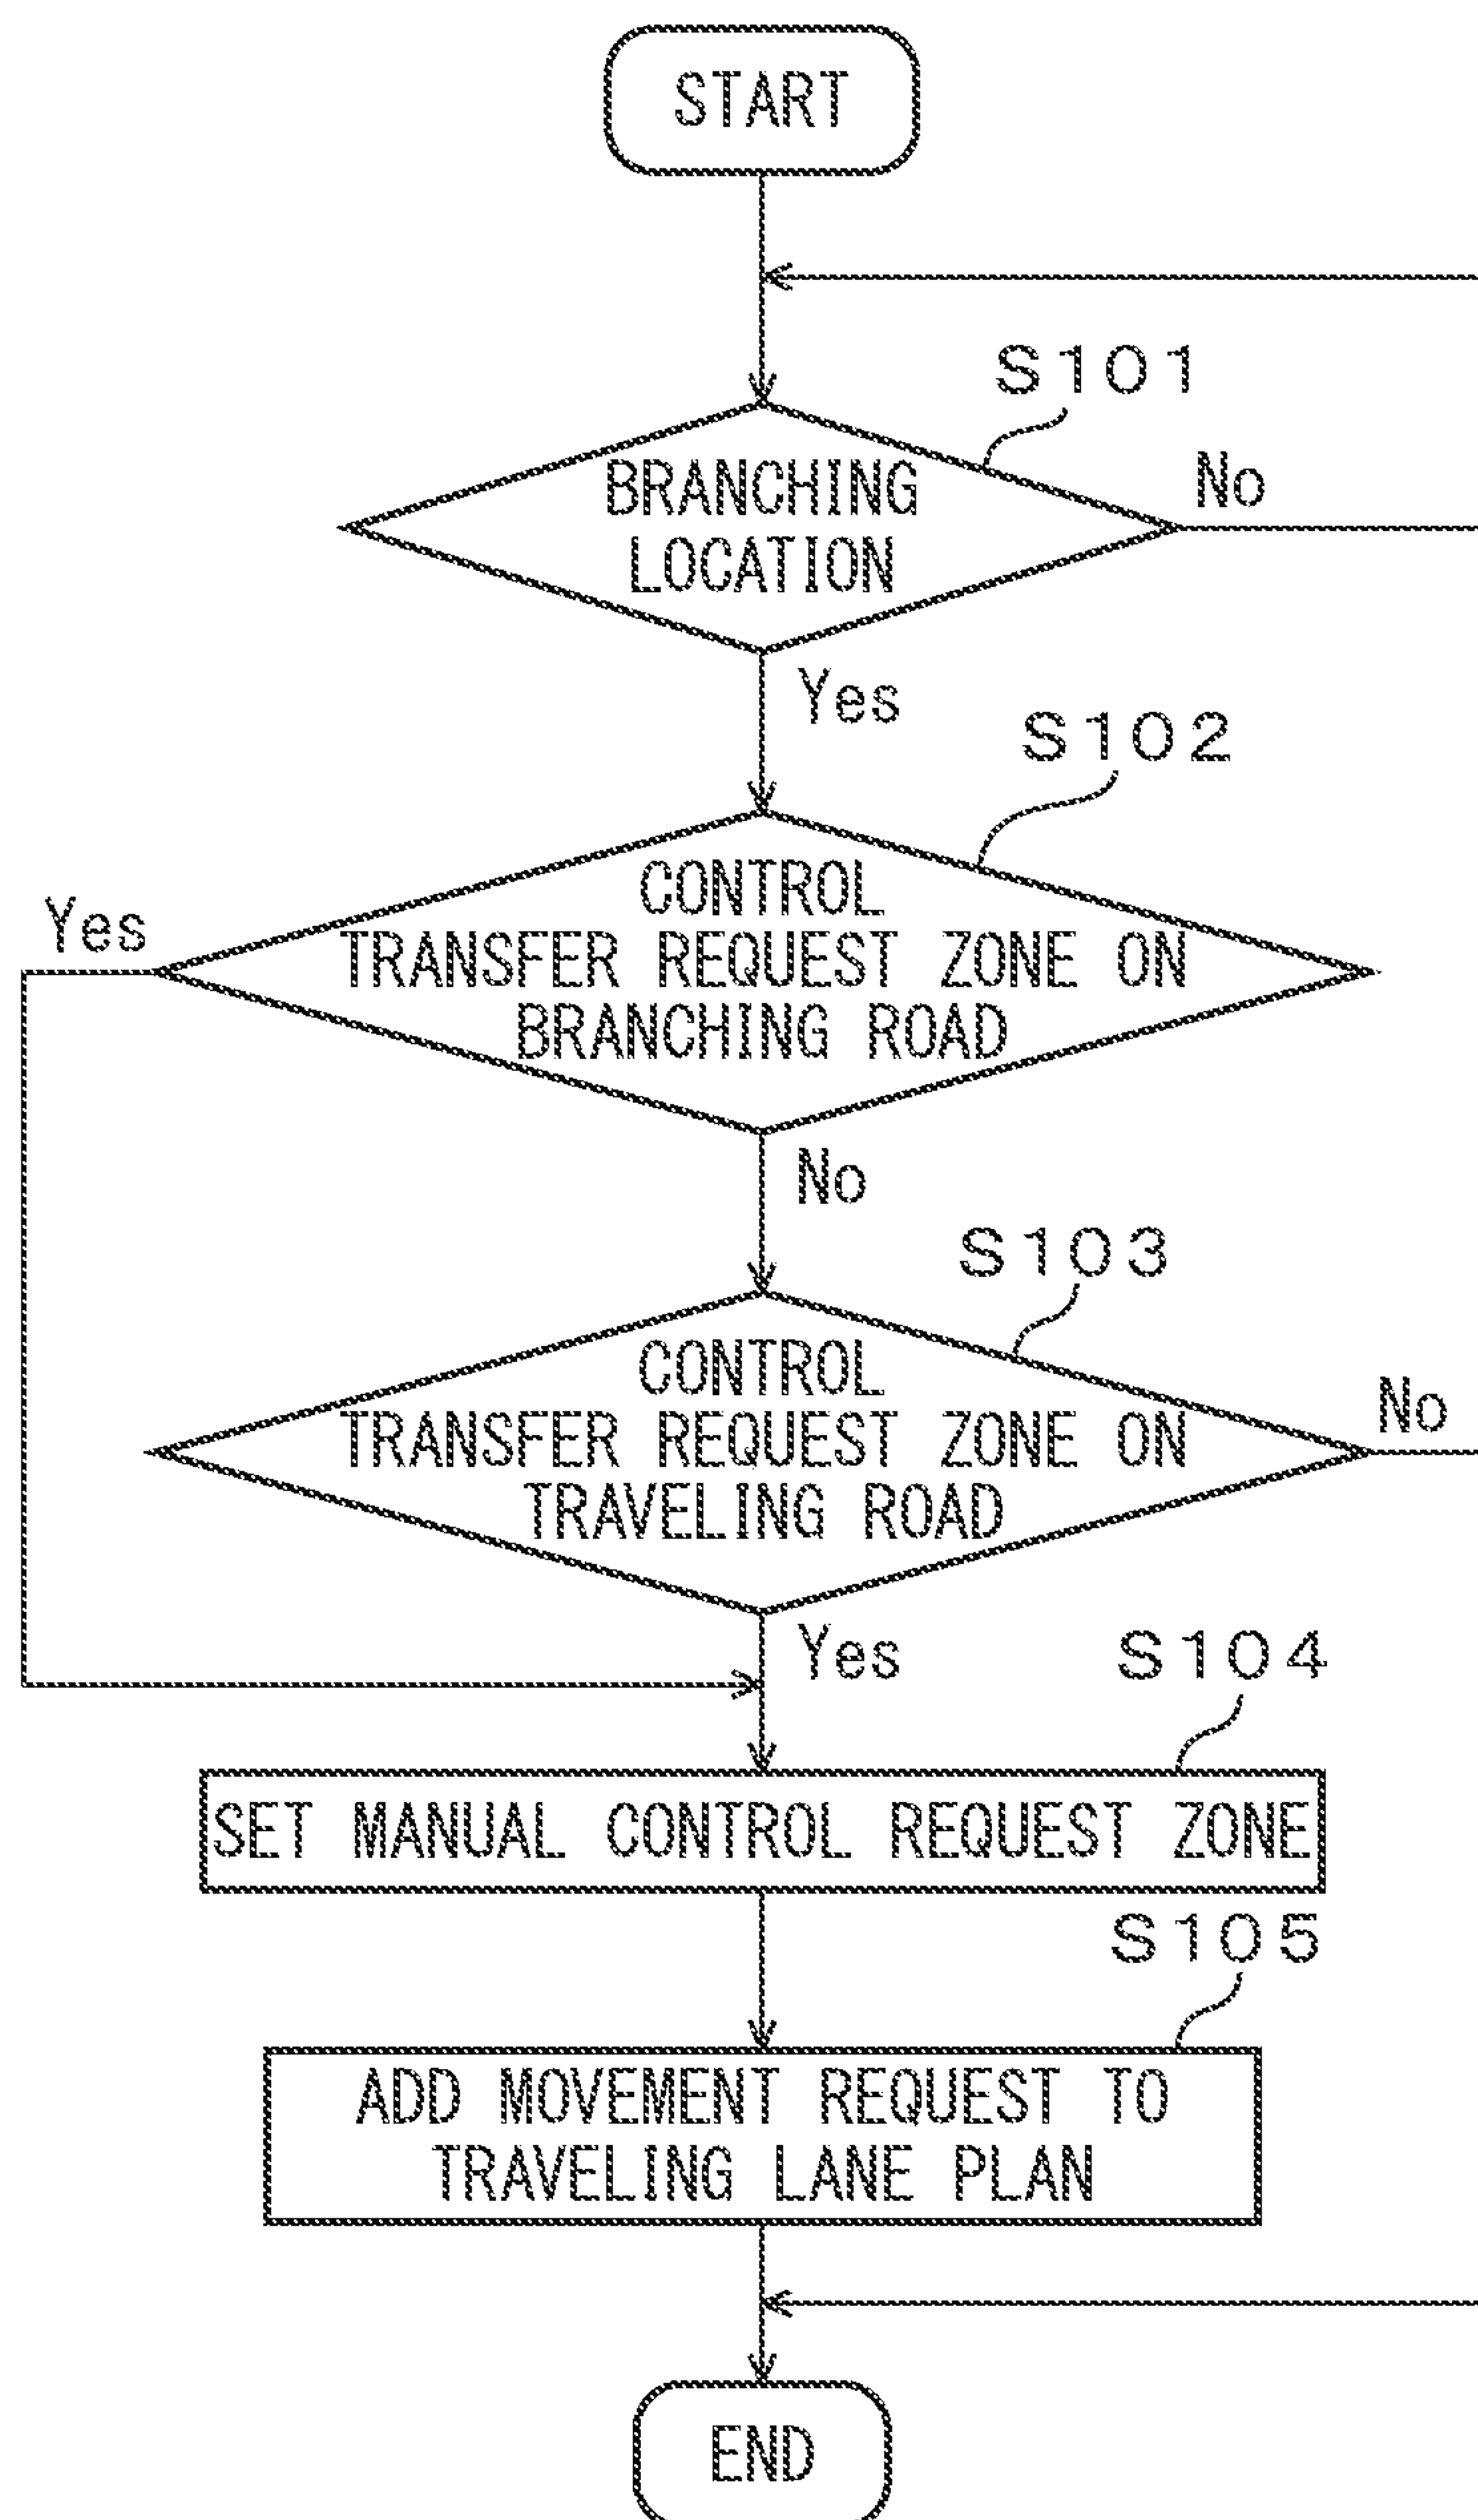 START
S101
BRANCHING
LOCATION
No
Yes
S102
CONTROL
TRANSFER REQUEST ZONE ON
BRANCHING ROAD
Yes
No
S103
CONTROL
TRANSFER REQUEST ZONE ON
TRAVELING ROAD
No
Yes
S104
SET MANUAL CONTROL REQUEST ZONE
S105
ADD MOVEMENT REQUEST TO
TRAVELING LANE PLAN
END